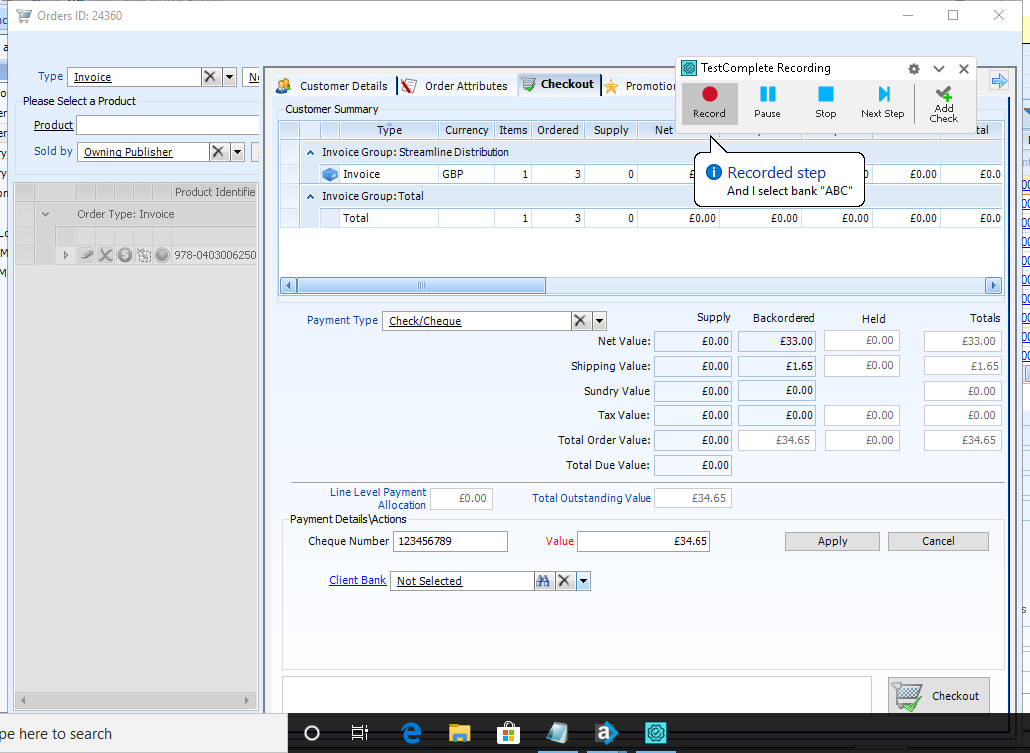 Orders ID: 24360
Type Invoice No
Please Select a Product
Product
Sold by Owning Publisher
Product Identifie
Order Type: Invoice
978-0403006250
Customer Details Order Attributes Checkout Promotion
TestComplete Recording
Record Pause Stop Next Step Add Check
Recorded step
And I select bank "ABC"
Customer Summary
Type Currency Items Ordered Supply Net
Invoice Group: Streamline Distribution
Invoice GBP 1 3 0 £0.00 £0.0
Invoice Group: Total
Total 1 3 0 £0.00 £0.00 £0.00 £0.0
Payment Type Check/Cheque
Supply Backordered Held Totals
Net Value: £0.00 £33.00 £0.00 £33.00
Shipping Value: £0.00 £1.65 £0.00 £1.65
Sundry Value £0.00 £0.00 £0.00
Tax Value: £0.00 £0.00 £0.00 £0.00
Total Order Value: £0.00 £34.65 £0.00 £34.65
Total Due Value: £0.00
Line Level Payment
Allocation £0.00 Total Outstanding Value £34.65
Payment Details\Actions
Cheque Number 123456789 Value £34.65 Apply Cancel
Client Bank Not Selected
Checkout
pe here to search